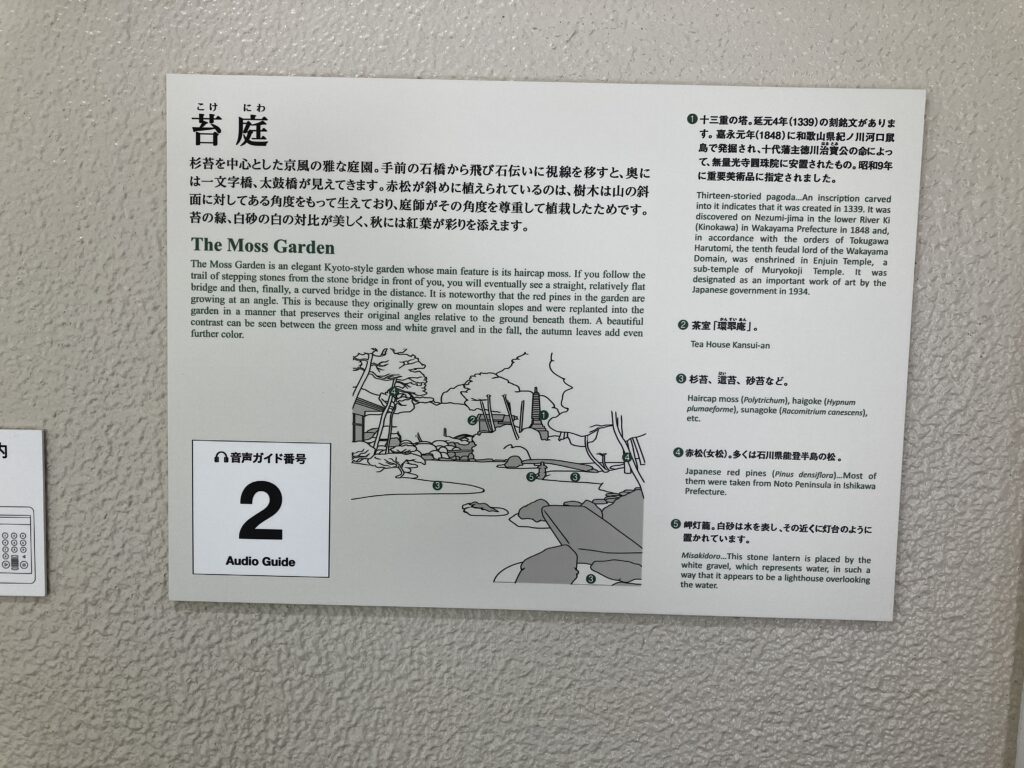 こけ にわ
苔 庭
杉苔を中心とした京風の雅な庭園。手前の石橋から飛び石伝いに視線を移すと、奥に
は一文字橋、太鼓橋が見えてきます。赤松が斜めに植えられているのは、樹木は山の斜
面に対してある角度をもって生えており、庭師がその角度を尊重して植栽したためです。
苔の緑、白砂の白の対比が美しく、秋には紅葉が彩りを添えます。
The Moss Garden
The Moss Garden is an elegant Kyoto-style garden whose main feature is its haircap moss. If you follow the
trail of stepping stones from the stone bridge in front of you, you will eventually see a straight, relatively flat
bridge and then, finally, a curved bridge in the distance. It is noteworthy that the red pines in the garden are
growing at an angle. This is because they originally grew on mountain slopes and were replanted into the
garden in a manner that preserves their original angles relative to the ground beneath them. A beautiful
contrast can be seen between the green moss and white gravel and in the fall, the autumn leaves add even
further color.
1
2
3
4
5
3
4
3
音声ガイド番号
2
Audio Guide
❶十三重の塔。延元4年(1339)の刻銘文がありま
す。嘉永元年(1848)に和歌山県紀ノ川河口鼠
島で発掘され、十代藩主徳川治寶公の命によっ
はる とみ
て、無量光寺圓珠院に安置されたもの。昭和9年
に重要美術品に指定されました。
Thirteen-storied pagoda...An inscription carved
into it indicates that it was created in 1339. It was
discovered on Nezumi-jima in the lower River Ki
(Kinokawa) in Wakayama Prefecture in 1848 and,
in accordance with the orders of Tokugawa
Harutomi, the tenth feudal lord of the Wakayama
Domain, was enshrined in Enjuin Temple, a
sub-temple of Muryokoji Temple. It was
designated as an important work of art by the
Japanese government in 1934.
かん すい あん
❷茶室「環翠庵」。
Tea House Kansui-an
はい
❸杉苔、這苔、砂苔など。
Haircap moss (Polytrichum), haigoke (Hypnum
plumaeforme), sunagoke (Racomitrium canescens),
etc.
❹赤松(女松)。多くは石川県能登半島の松。
Japanese red pines (Pinus densiflora)...Most of
them were taken from Noto Peninsula in Ishikawa
Prefecture.
❺岬灯籠。白砂は水を表し、その近くに灯台のように
置かれています。
Misakidoro...This stone lantern is placed by the
white gravel, which represents water, in such a
way that it appears to be a lighthouse overlooking
the water.
内